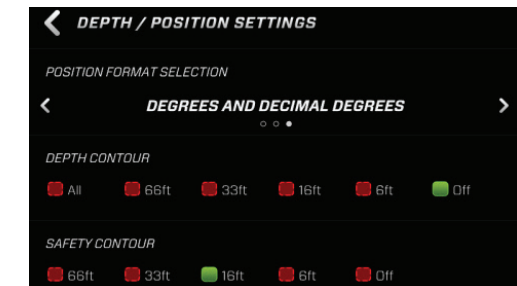 DEPTH / POSITION SETTINGS
POSITION FORMAT SELECTION
DEGREES AND DECIMAL DEGREES
DEPTH CONTOUR
All 66ft 33ft 16ft 6ft Off
SAFETY CONTOUR
66ft 33ft 16ft 6ft Off